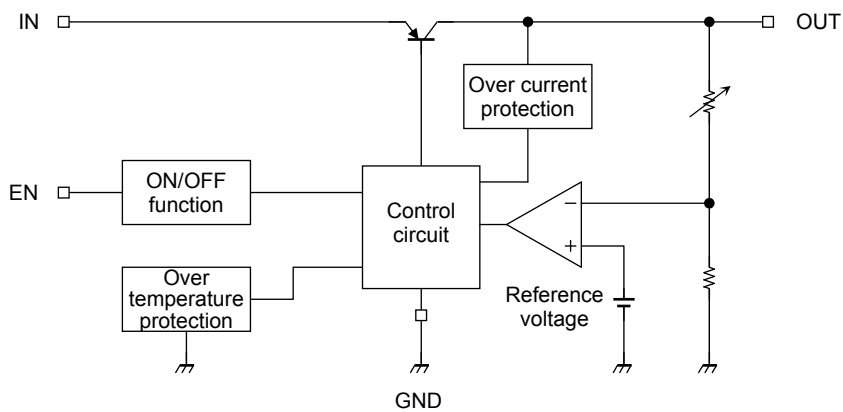 IN
OUT
Over current
protection
EN
ON/OFF
function
Control
circuit
−
+
Over
temperature
protection
Reference
voltage
GND